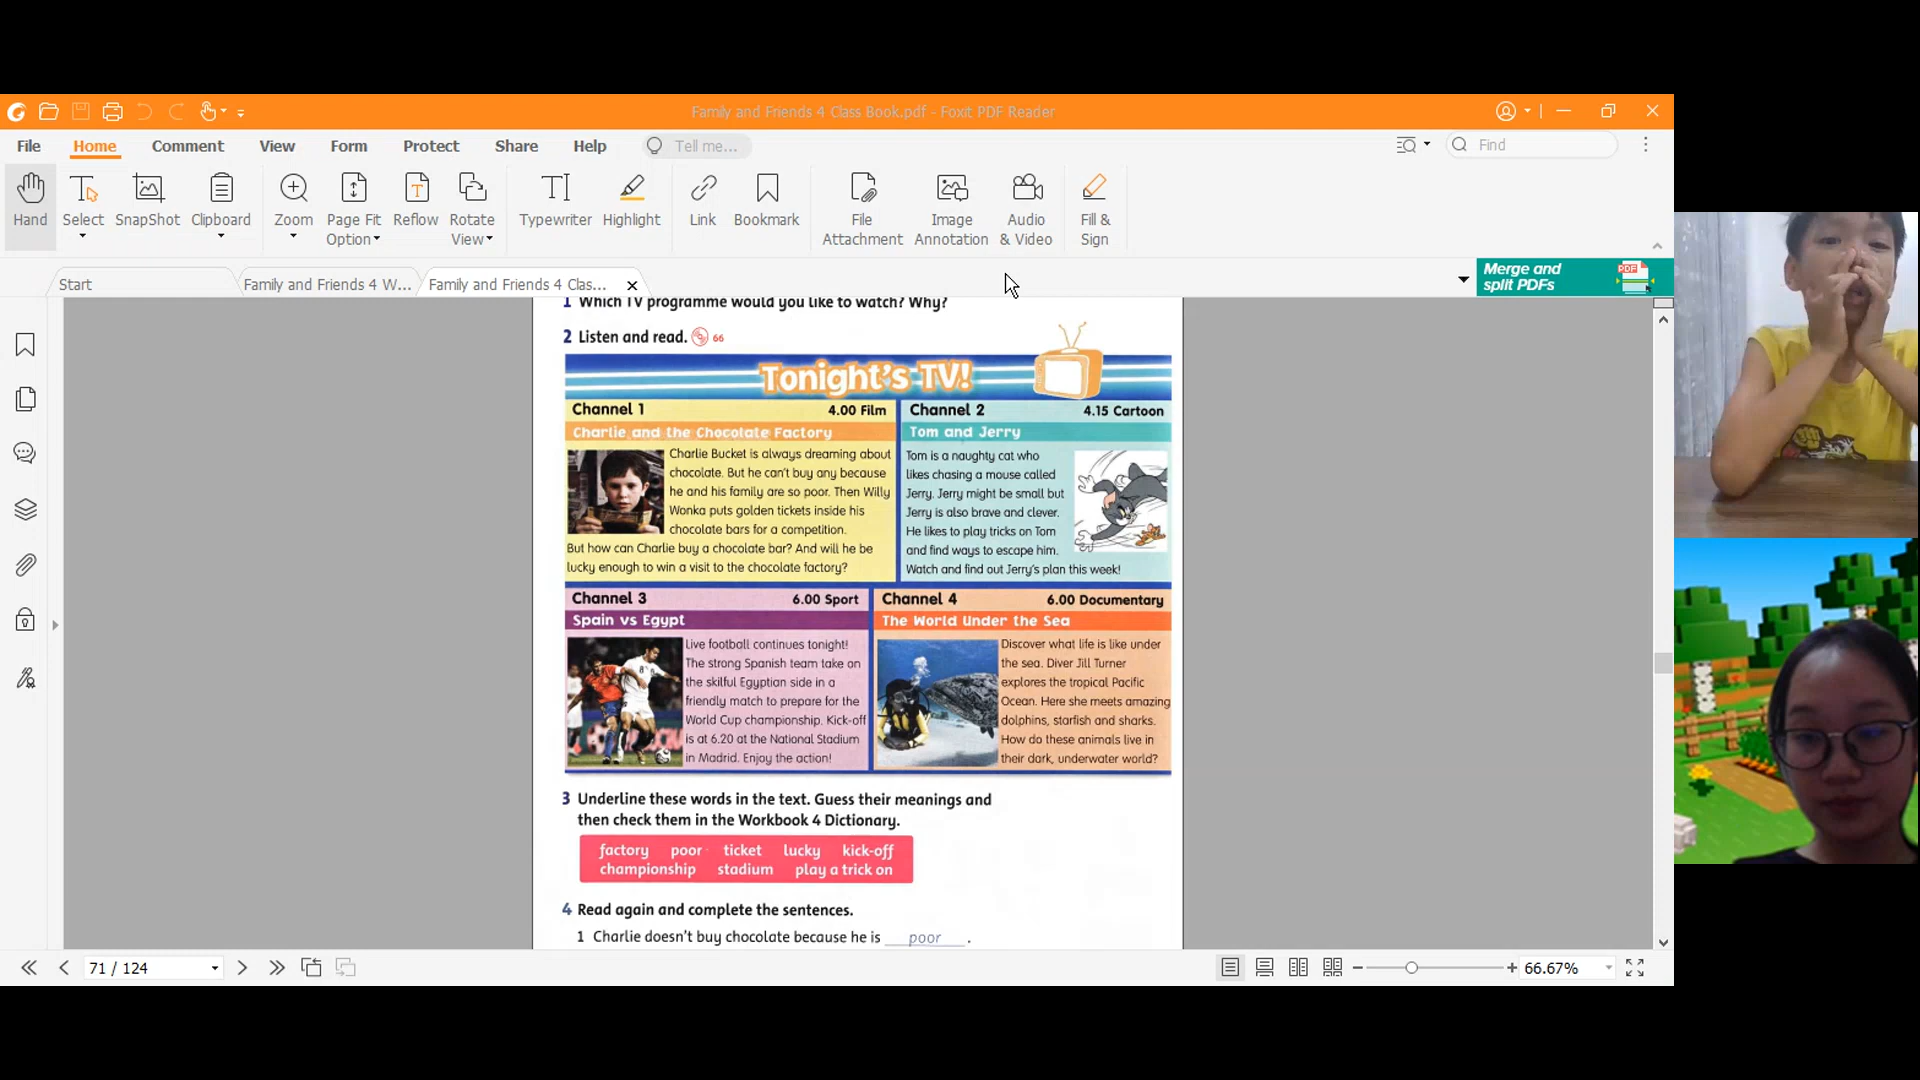 Family and Friends 4 Class Book.pdf - Foxit PDF Reader
File Home Comment View Form Protect Share Help Tell me... Find
Hand Select SnapShot Clipboard Zoom Page Fit Option Reflow Rotate View Typewriter Highlight Link Bookmark File Attachment Image Annotation Audio & Video Fill & Sign
Start Family and Friends 4 W... Family and Friends 4 Clas...
Merge and
split PDFs
PDF
1 Which TV programme would you like to watch? Why?
2 Listen and read. 66
Tonight's TV!
Channel 1 4.00 Film
Charlie and the Chocolate Factory
Charlie Bucket is always dreaming about
chocolate. But he can't buy any because
he and his family are so poor. Then Willy
Wonka puts golden tickets inside his
chocolate bars for a competition.
But how can Charlie buy a chocolate bar? And will he be
lucky enough to win a visit to the chocolate factory?
Channel 2 4.15 Cartoon
Tom and Jerry
Tom is a naughty cat who
likes chasing a mouse called
Jerry. Jerry might be small but
Jerry is also brave and clever.
He likes to play tricks on Tom
and find ways to escape him.
Watch and find out Jerry's plan this week!
Channel 3 6.00 Sport
Spain vs Egypt
Live football continues tonight!
The strong Spanish team take on
the skilful Egyptian side in a
friendly match to prepare for the
World Cup championship. Kick-off
is at 6.20 at the National Stadium
in Madrid. Enjoy the action!
Channel 4 6.00 Documentary
The World Under the Sea
Discover what life is like under
the sea. Diver Jill Turner
explores the tropical Pacific
Ocean. Here she meets amazing
dolphins, starfish and sharks.
How do these animals live in
their dark, underwater world?
3 Underline these words in the text. Guess their meanings and
then check them in the Workbook 4 Dictionary.
factory poor ticket lucky kick-off
championship stadium play a trick on
4 Read again and complete the sentences.
1 Charlie doesn't buy chocolate because he is poor .
71 / 124
66.67%